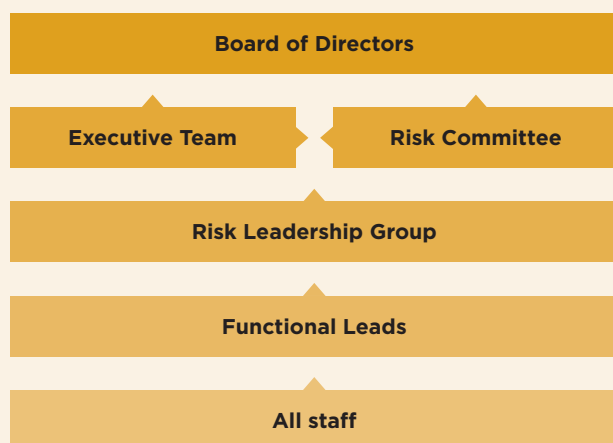 Board of Directors
Executive Team
Risk Committee
Risk Leadership Group
Functional Leads
All staff